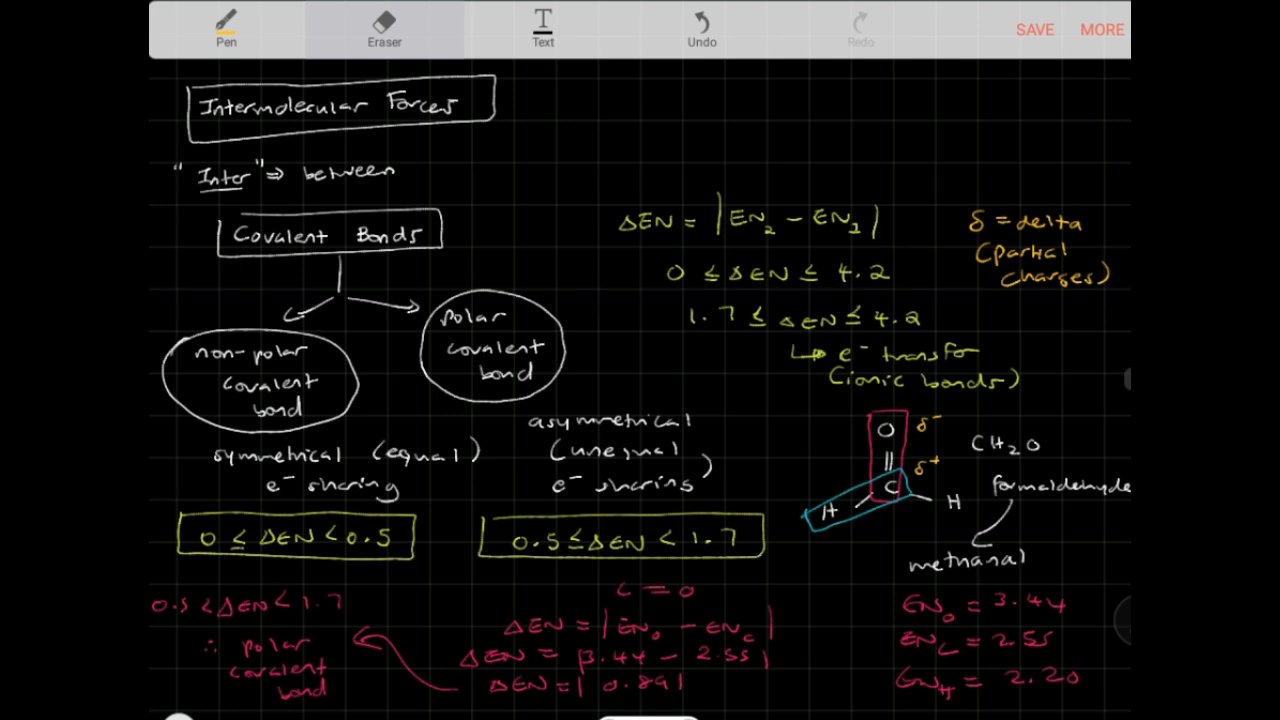 Pen
Eraser
Text
Undo
Redo
SAVE
MORE
Intermolecular Forces
"Inter" => between
Covalent Bonds
non-polar
covalent
bond
polar
covalent
bond
symmetrical (equal)
e⁻ sharing
asymmetrical
(unequal)
e⁻ sharing
0 ≤ ΔEN < 0.5
0.5 ≤ ΔEN < 1.7
ΔEN = |EN₂ - EN₁|
0 ≤ ΔEN ≤ 4.2
1.7 ≤ ΔEN ≤ 4.2
↳ e⁻ transfer
(ionic bonds)
δ = delta
(partial
charges)
O δ⁻
C δ⁺
H
H
CH₂O
formaldehyde
methanal
C = O
ΔEN = |EN₀ - EN_C|
ΔEN = |3.44 - 2.55|
ΔEN = |0.89|
0.5 < ΔEN < 1.7
∴ polar
covalent
bond
EN₀ = 3.44
EN_C = 2.55
EN_H = 2.20